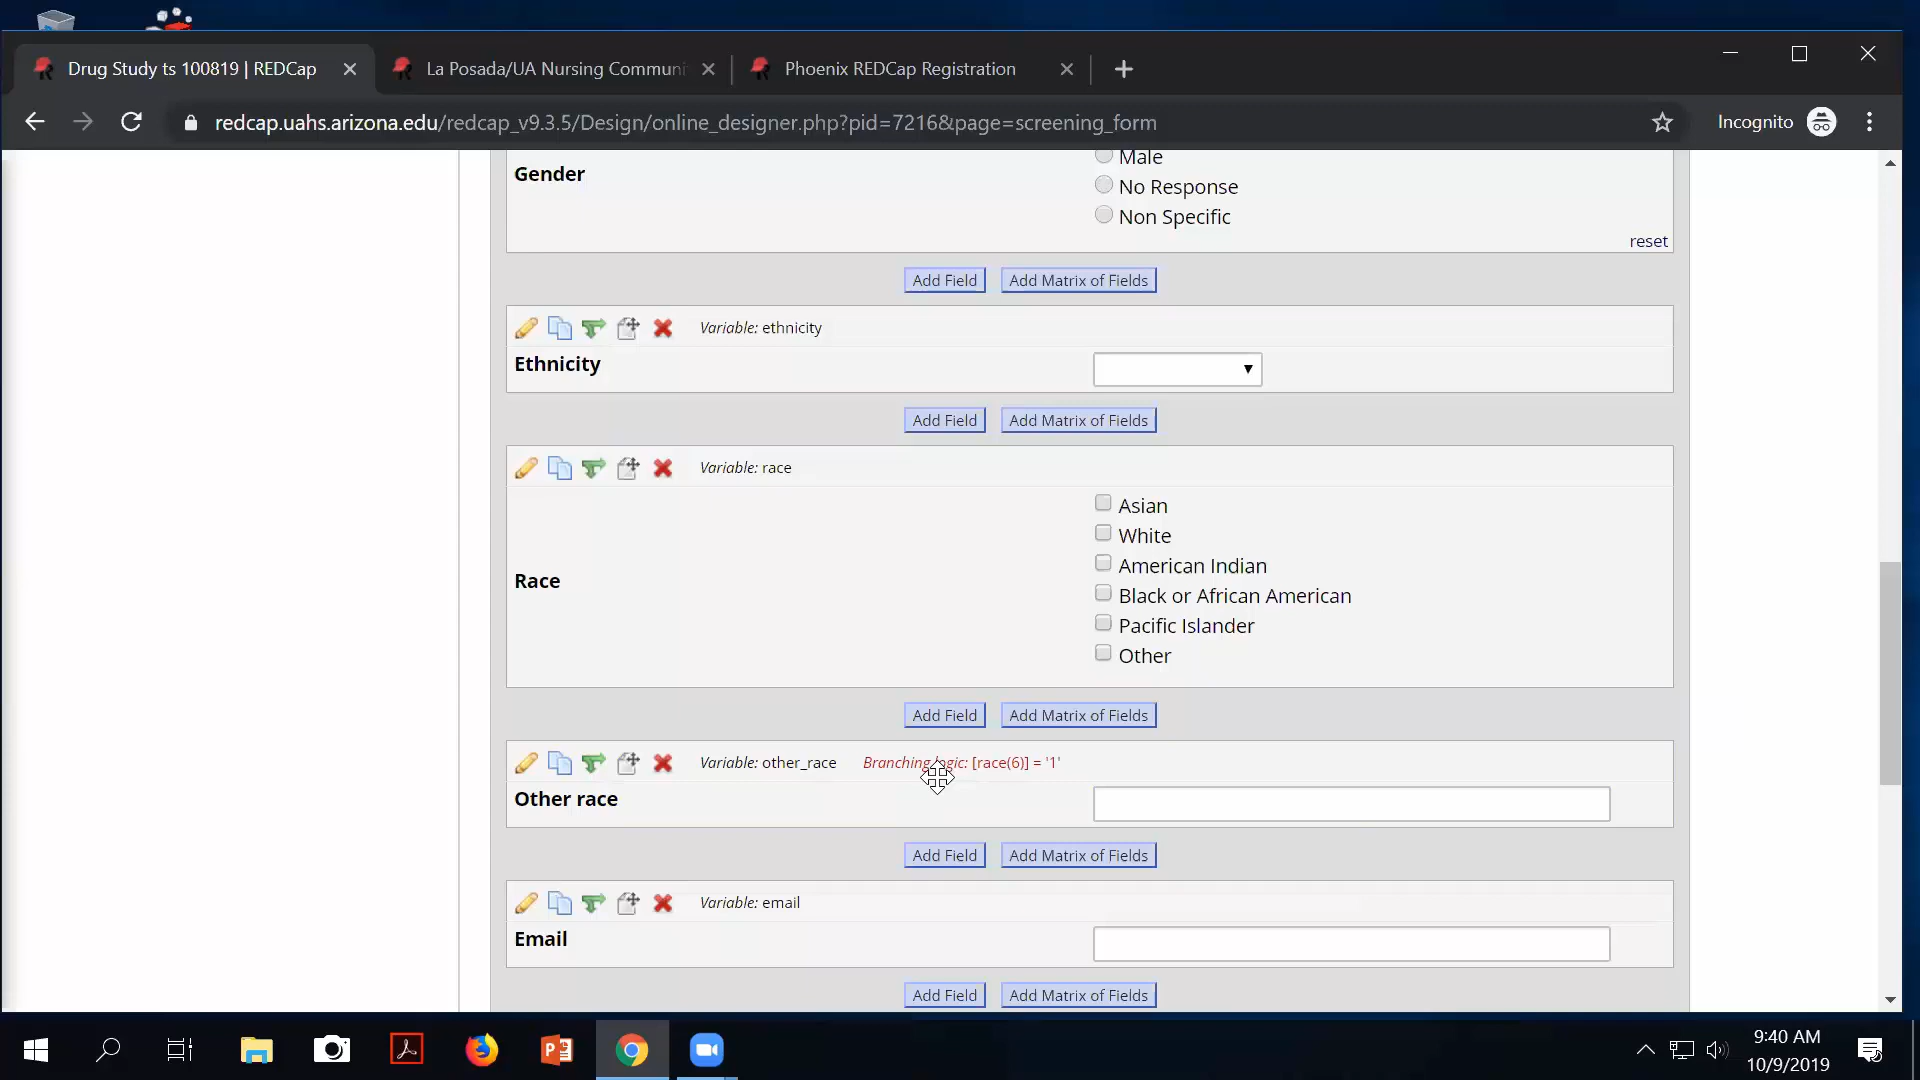 Drug Study ts 100819 | REDCap
La Posada/UA Nursing Communi
Phoenix REDCap Registration
redcap.uahs.arizona.edu/redcap_v9.3.5/Design/online_designer.php?pid=7216&page=screening_form
Incognito
Gender
Male
No Response
Non Specific
reset
Add Field Add Matrix of Fields
Variable: ethnicity
Ethnicity
Add Field Add Matrix of Fields
Variable: race
Race
Asian
White
American Indian
Black or African American
Pacific Islander
Other
Add Field Add Matrix of Fields
Variable: other_race Branching logic: [race(6)] = '1'
Other race
Add Field Add Matrix of Fields
Variable: email
Email
Add Field Add Matrix of Fields
9:40 AM
10/9/2019